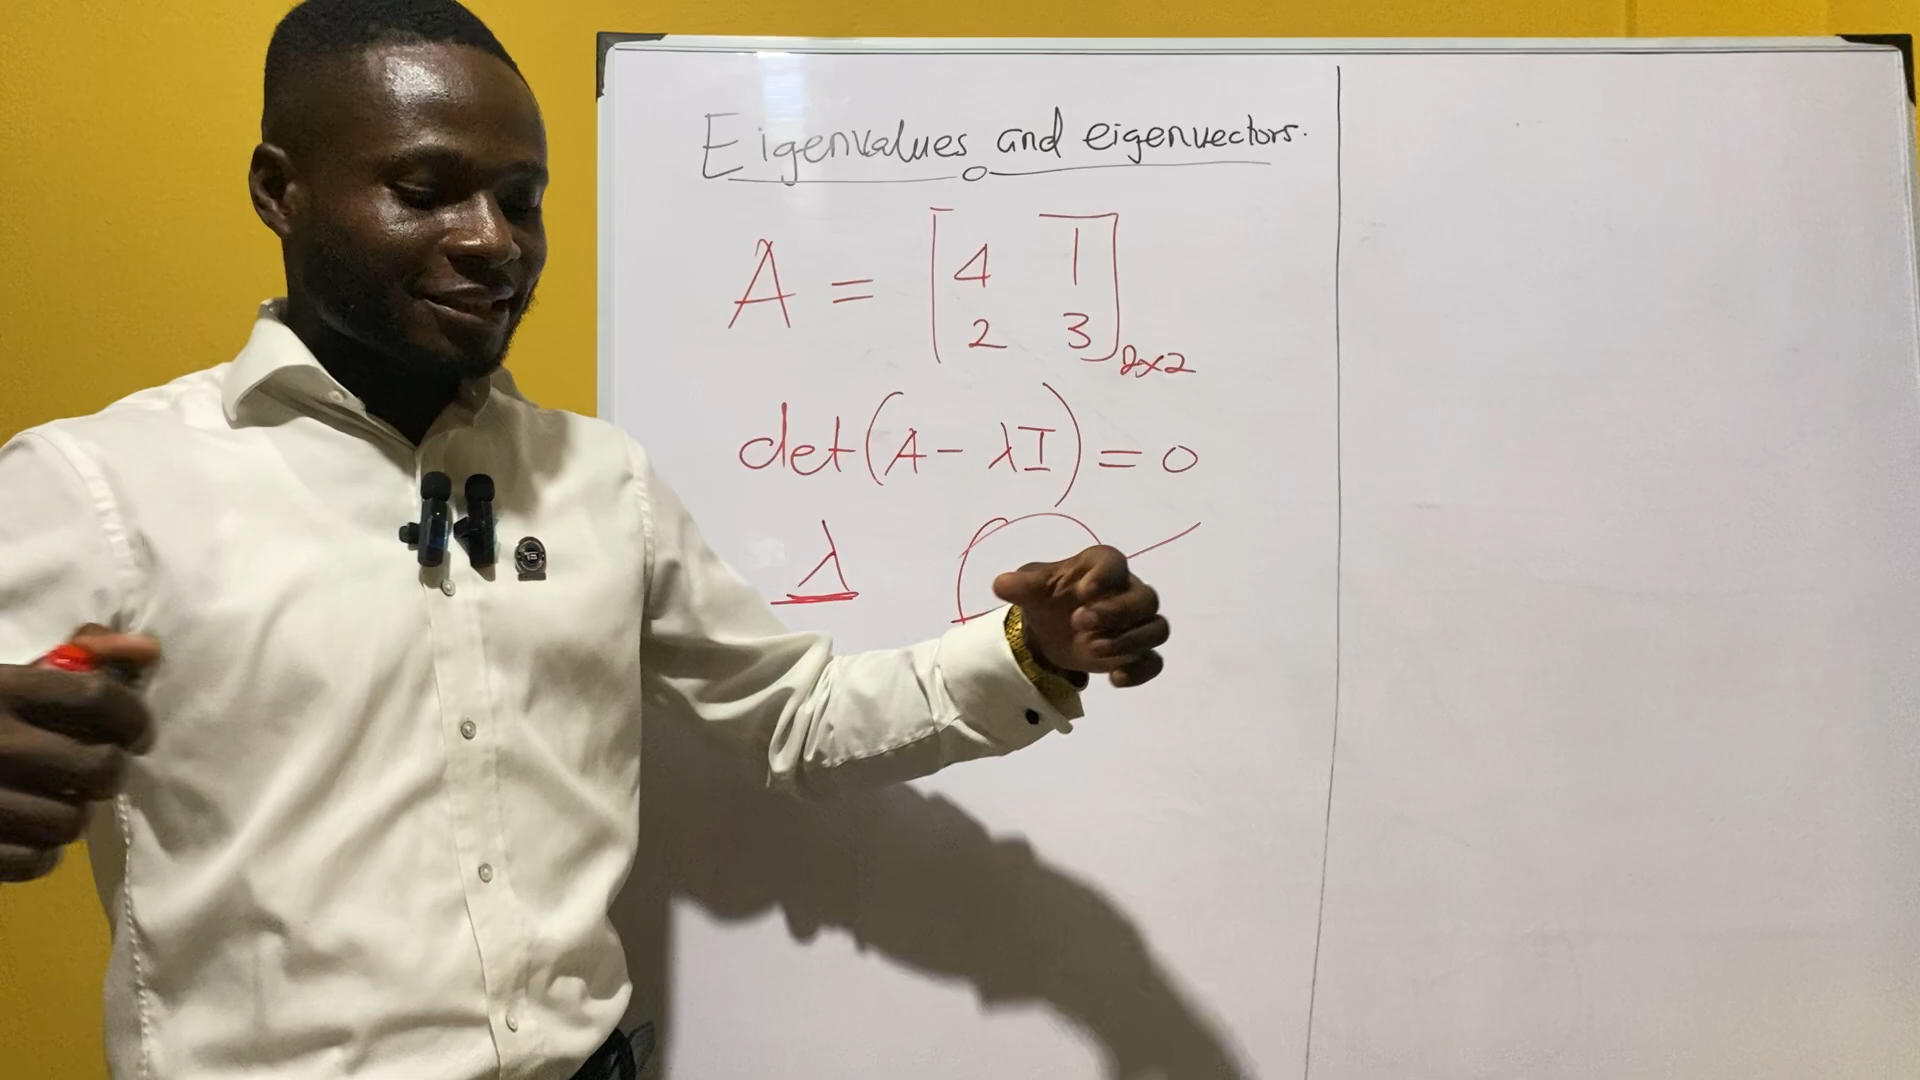 Eigenvalues and eigenvectors.
A = [4 1
2 3]2x2
det(A - λI) = 0
λ